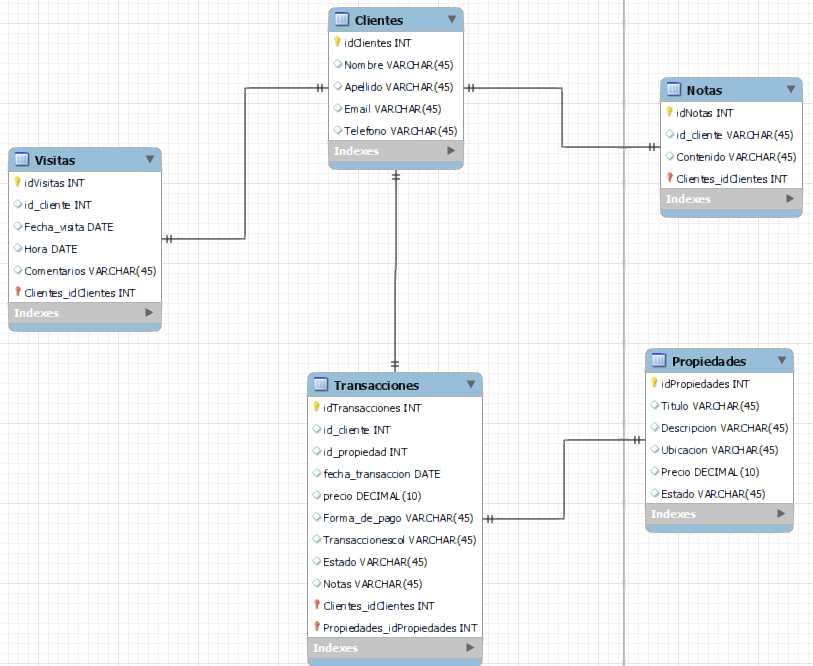 Clientes
idClientes INT
Nombre VARCHAR(45)
Apellido VARCHAR(45)
Email VARCHAR(45)
Telefono VARCHAR(45)
Indexes
Notas
idNotas INT
id_cliente VARCHAR(45)
Contenido VARCHAR(45)
Clientes_idClientes INT
Indexes
Visitas
idVisitas INT
id_cliente INT
Fecha_visita DATE
Hora DATE
Comentarios VARCHAR(45)
Clientes_idClientes INT
Indexes
Transacciones
idTransacciones INT
id_cliente INT
id_propiedad INT
fecha_transaccion DATE
precio DECIMAL(10)
Forma_de_pago VARCHAR(45)
Transaccionescol VARCHAR(45)
Estado VARCHAR(45)
Notas VARCHAR(45)
Clientes_idClientes INT
Propiedades_idPropiedades INT
Indexes
Propiedades
idPropiedades INT
Titulo VARCHAR(45)
Descripcion VARCHAR(45)
Ubicacion VARCHAR(45)
Precio DECIMAL(10)
Estado VARCHAR(45)
Indexes